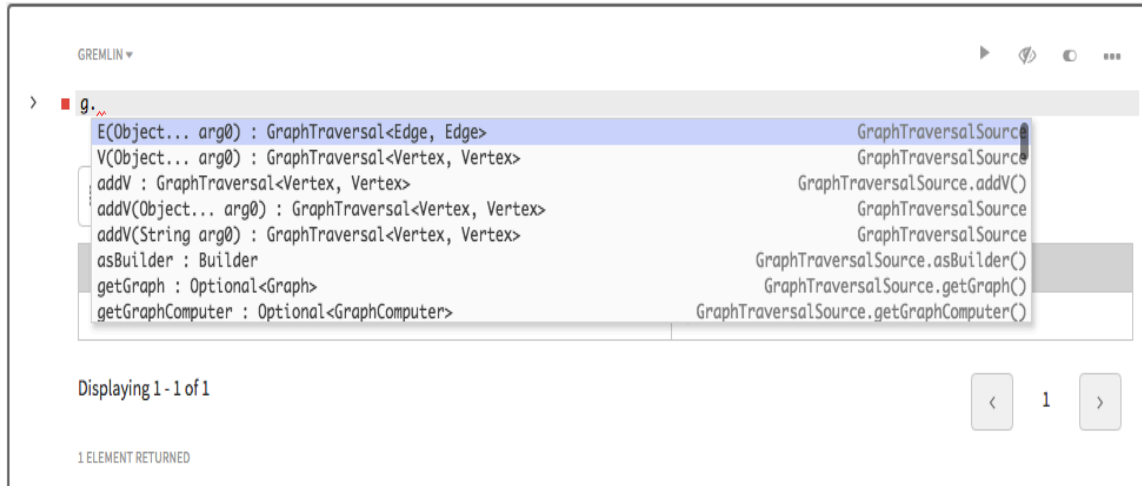 GREMLIN
g.
E(Object... arg0) : GraphTraversal<Edge, Edge> GraphTraversalSource
V(Object... arg0) : GraphTraversal<Vertex, Vertex> GraphTraversalSource
addV : GraphTraversal<Vertex, Vertex> GraphTraversalSource.addV()
addV(Object... arg0) : GraphTraversal<Vertex, Vertex> GraphTraversalSource
addV(String arg0) : GraphTraversal<Vertex, Vertex> GraphTraversalSource
asBuilder : Builder GraphTraversalSource.asBuilder()
getGraph : Optional<Graph> GraphTraversalSource.getGraph()
getGraphComputer : Optional<GraphComputer> GraphTraversalSource.getGraphComputer()
Displaying 1 - 1 of 1 1
1 ELEMENT RETURNED